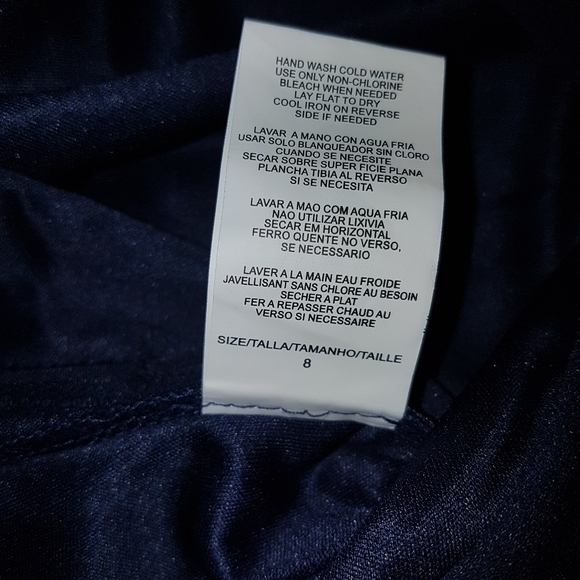 HAND WASH COLD WATER
USE ONLY NON-CHLORINE
BLEACH WHEN NEEDED
LAY FLAT TO DRY
COOL IRON ON REVERSE
SIDE IF NEEDED
LAVAR A MANO CON AGUA FRIA
USAR SOLO BLANQUEADOR SIN CLORO
CUANDO SE NECESITE
SECAR SOBRE SUPER FICIE PLANA
PLANCHA TIBIA AL REVERSO
SI SE NECESITA
LAVAR A MAO COM AQUA FRIA
NAO UTILIZAR LIXIVIA
SECAR EM HORIZONTAL
FERRO QUENTE NO VERSO,
SE NECESSARIO
LAVER A LA MAIN EAU FROIDE
JAVELLISANT SANS CHLORE AU BESOIN
SECHER A PLAT
FER A REPASSER CHAUD AU
VERSO SI NECESSAIRE
SIZE/TALLA/TAMANHO/TAILLE
8